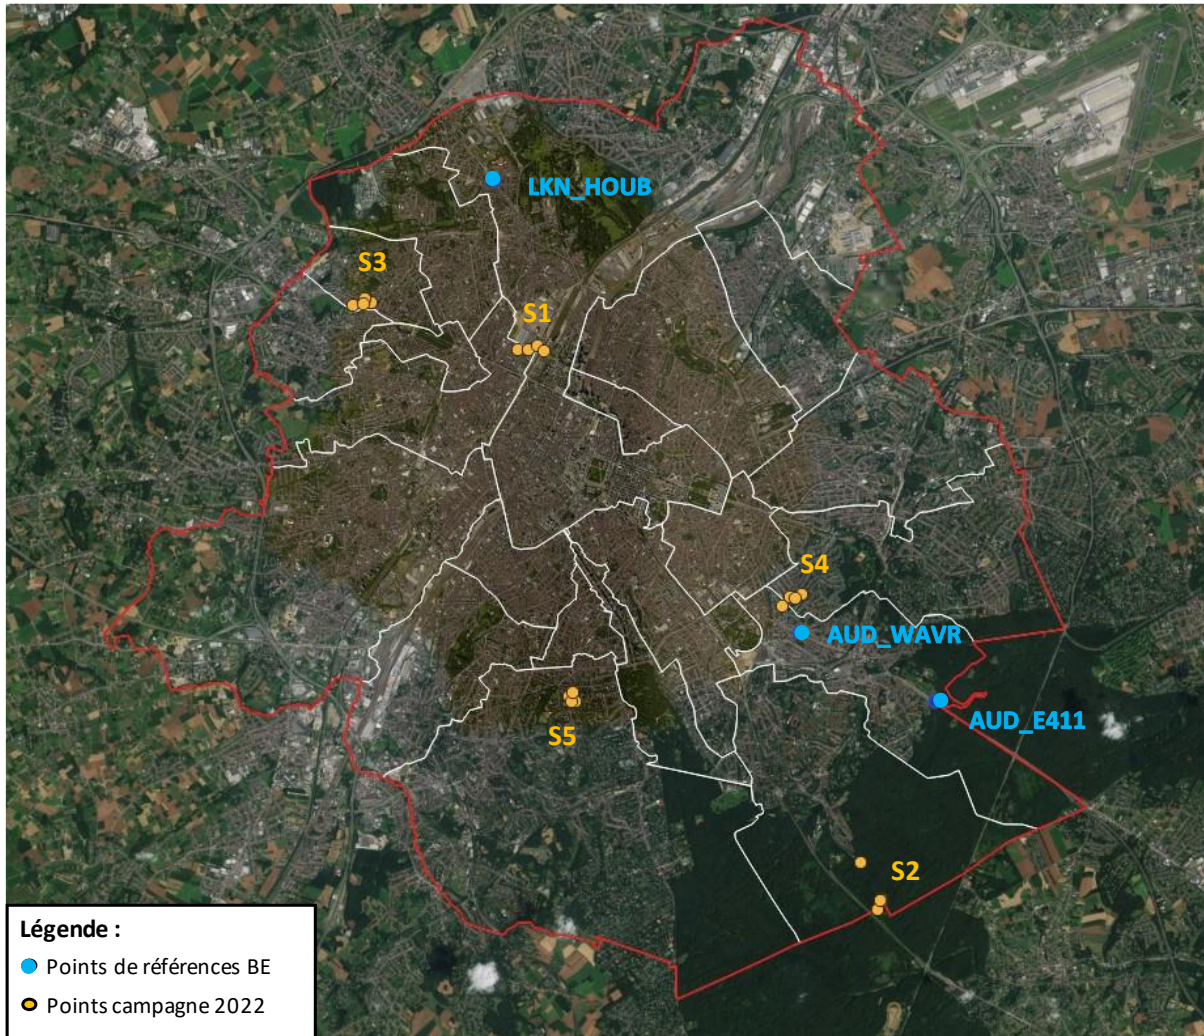 LKN_HOUB
S3
S1
S4
AUD_WAVR
AUD_E411
S5
S2
Légende :
Points de références BE
Points campagne 2022